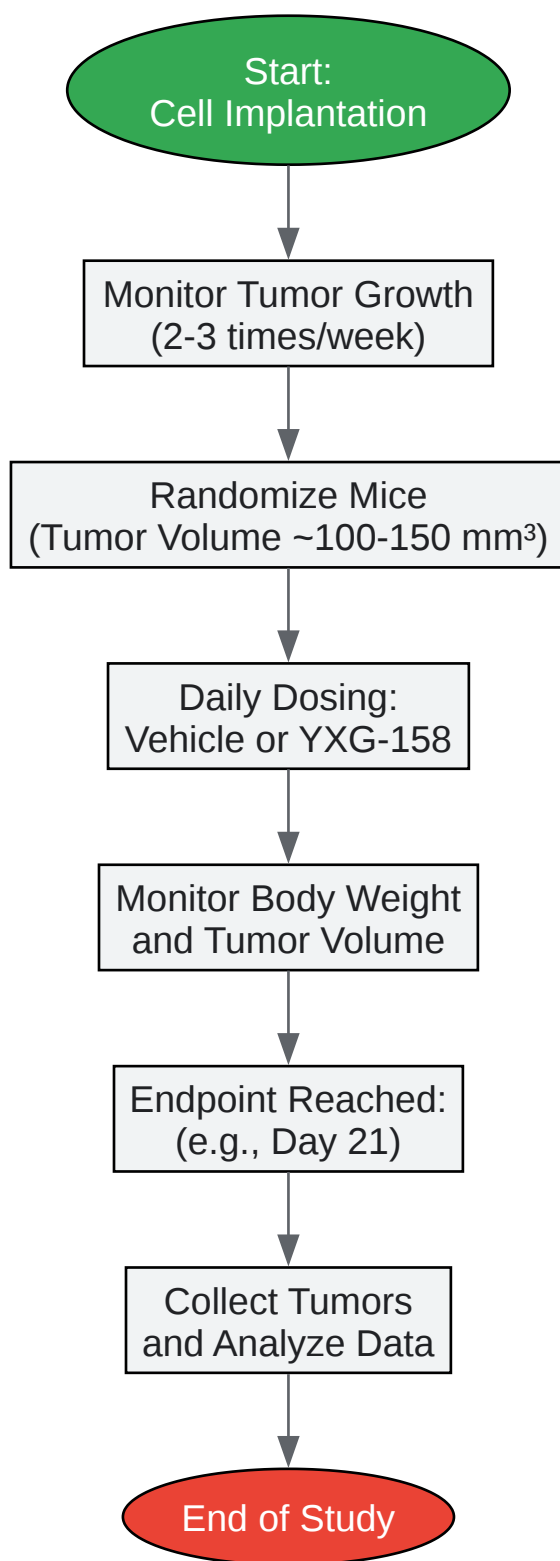 Start:
Cell Implantation
Monitor Tumor Growth
(2-3 times/week)
Randomize Mice
(Tumor Volume ~100-150 mm³)
Daily Dosing:
Vehicle or YXG-158
Monitor Body Weight
and Tumor Volume
Endpoint Reached:
(e.g., Day 21)
Collect Tumors
and Analyze Data
End of Study